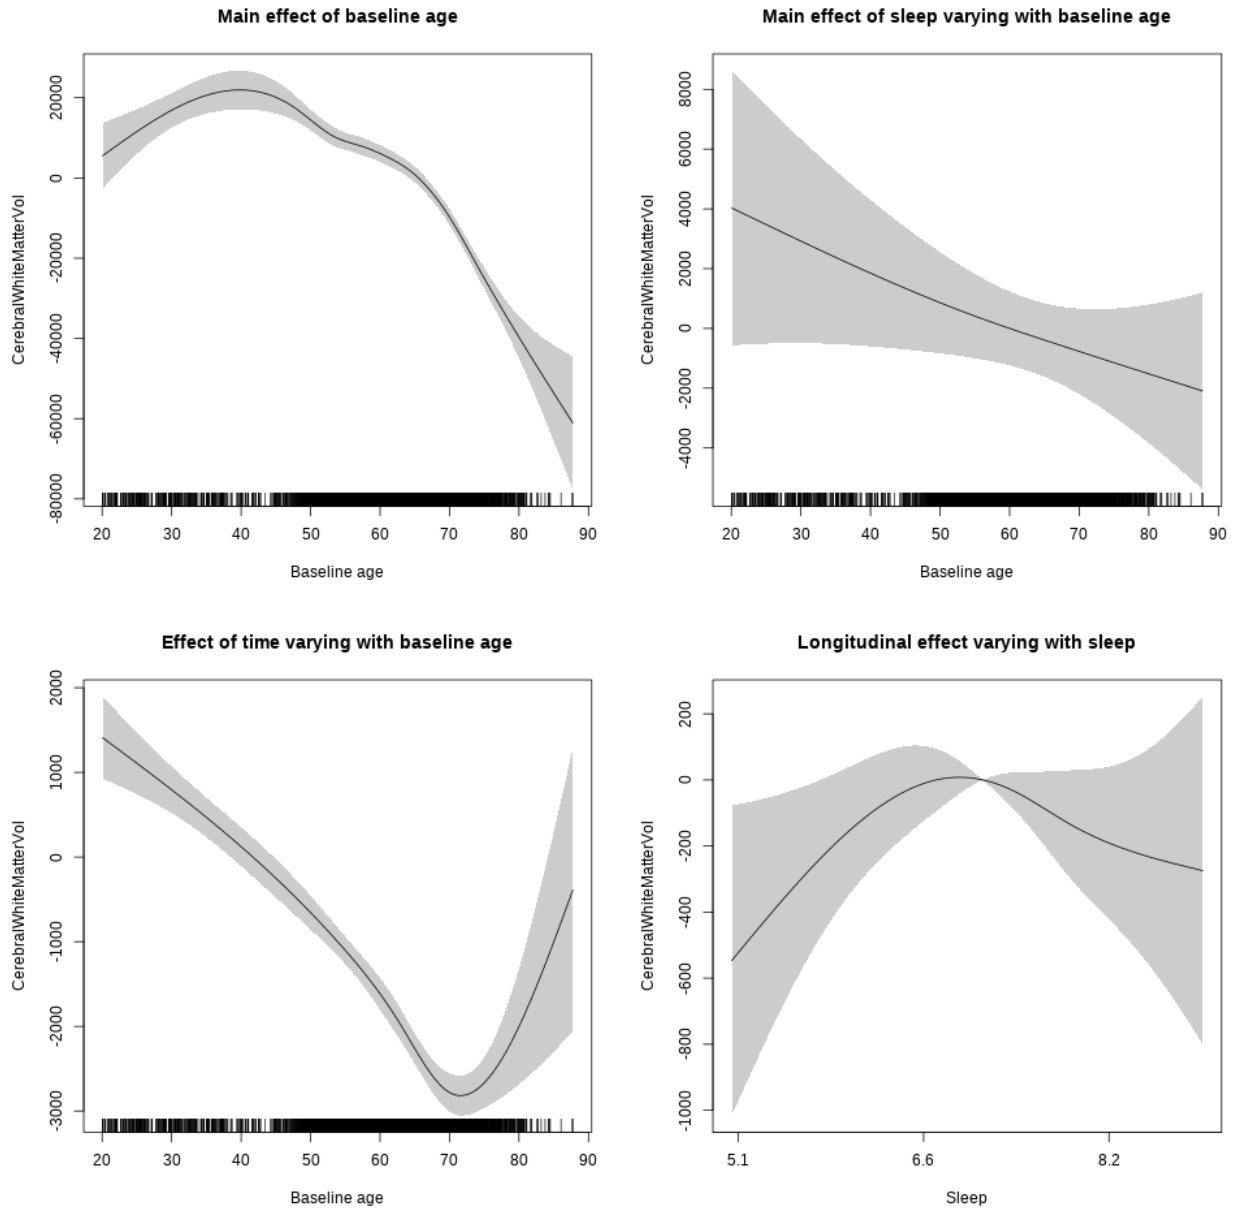 Main effect of baseline age
CerebralWhiteMatterVol
20000
0
-20000
-40000
-60000
-80000
20 30 40 50 60 70 80 90
Baseline age
Main effect of sleep varying with baseline age
CerebralWhiteMatterVol
8000
6000
4000
2000
0
-2000
-4000
20 30 40 50 60 70 80 90
Baseline age
Effect of time varying with baseline age
CerebralWhiteMatterVol
2000
1000
0
-1000
-2000
-3000
20 30 40 50 60 70 80 90
Baseline age
Longitudinal effect varying with sleep
CerebralWhiteMatterVol
200
0
-200
-400
-600
-800
-1000
5.1 6.6 8.2
Sleep